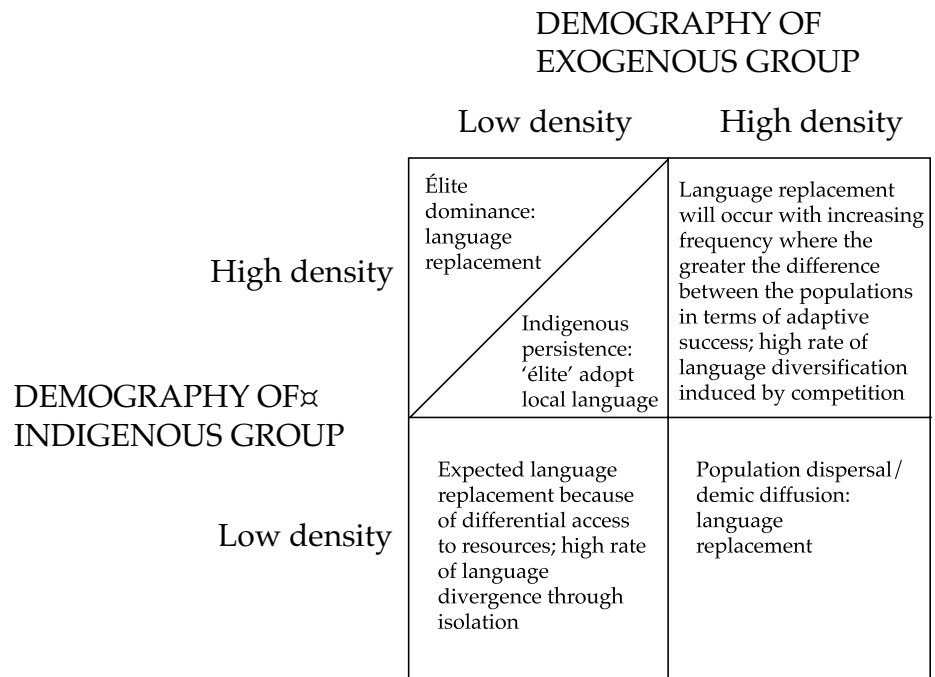 DEMOGRAPHY OF
EXOGENOUS GROUP
Low density
High density
High density
Élite
dominance:
language
replacement
Indigenous
persistence:
‘élite’ adopt
local language
Language replacement
will occur with increasing
frequency where the
greater the difference
between the populations
in terms of adaptive
success; high rate of
language diversification
induced by competition
DEMOGRAPHY OF¤
INDIGENOUS GROUP
Low density
Expected language
replacement because
of differential access
to resources; high rate
of language
divergence through
isolation
Population dispersal/
demic diffusion:
language
replacement